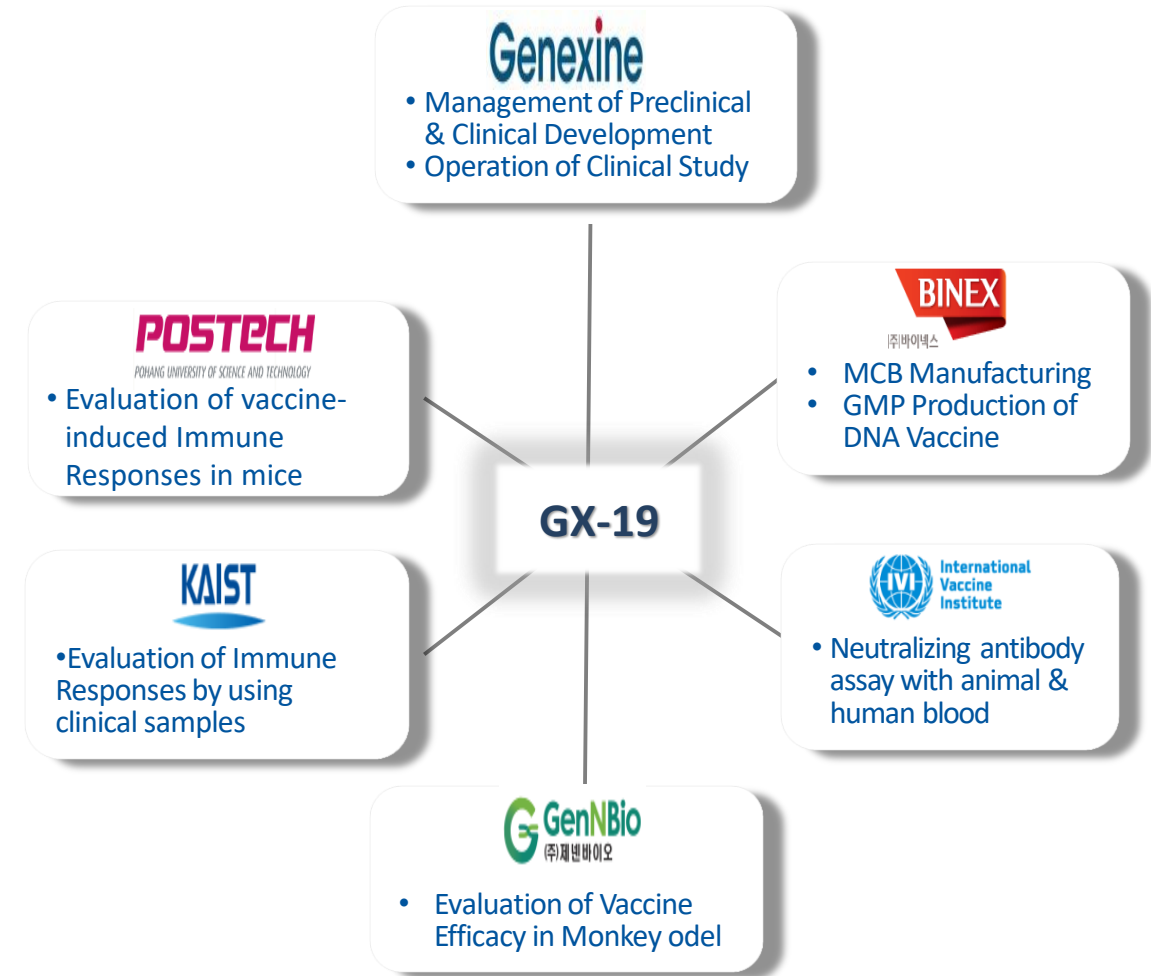 Genexine
• Management of Preclinical
& Clinical Development
• Operation of Clinical Study
POSTECH
POHANG UNIVERSITY OF SCIENCE AND TECHNOLOGY
• Evaluation of vaccine-
induced Immune
Responses in mice
BINEX
(주)바이넥스
• MCB Manufacturing
• GMP Production of
DNA Vaccine
GX-19
KAIST
•Evaluation of Immune
Responses by using
clinical samples
IVI
International
Vaccine
Institute
• Neutralizing antibody
assay with animal &
human blood
GenNBio
(주)제넨바이오
• Evaluation of Vaccine
Efficacy in Monkey odel